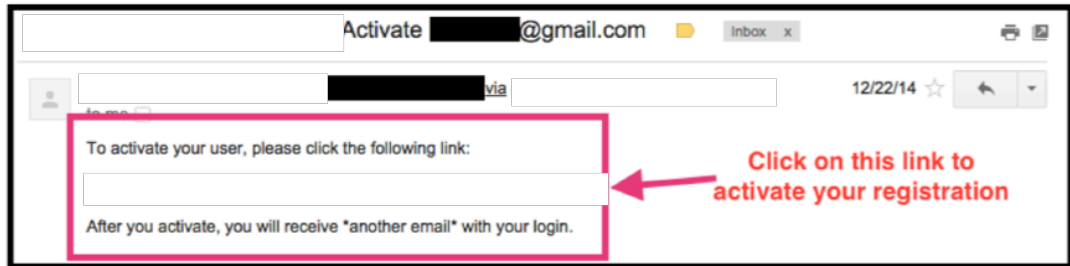 Activate @gmail.com Inbox x
via 12/22/14
to me
To activate your user, please click the following link:
Click on this link to
activate your registration
After you activate, you will receive *another email* with your login.